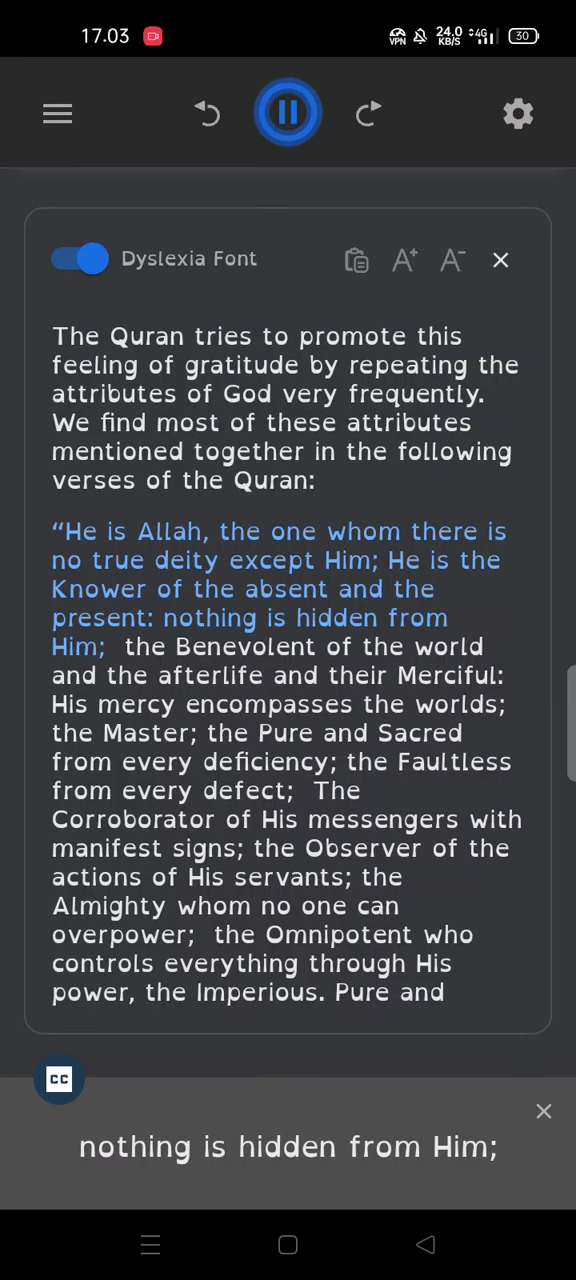 17.03
VPN 24.0 KB/S 4G 30
Dyslexia Font A+ A-
The Quran tries to promote this
feeling of gratitude by repeating the
attributes of God very frequently.
We find most of these attributes
mentioned together in the following
verses of the Quran:
“He is Allah, the one whom there is
no true deity except Him; He is the
Knower of the absent and the
present: nothing is hidden from
Him;  the Benevolent of the world
and the afterlife and their Merciful:
His mercy encompasses the worlds;
the Master; the Pure and Sacred
from every deficiency; the Faultless
from every defect;  The
Corroborator of His messengers with
manifest signs; the Observer of the
actions of His servants; the
Almighty whom no one can
overpower;  the Omnipotent who
controls everything through His
power, the Imperious. Pure and
CC
nothing is hidden from Him;